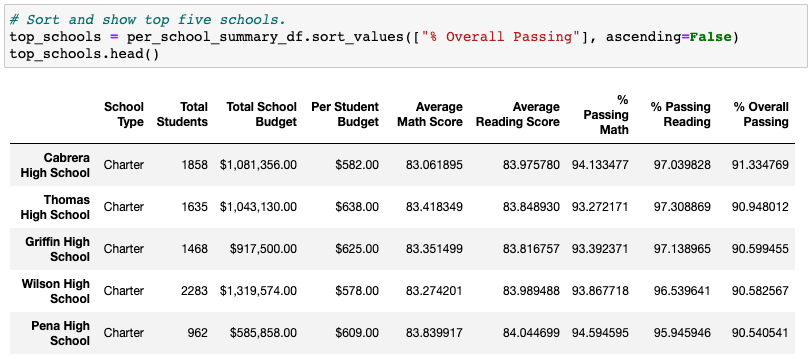 # Sort and show top five schools.
top_schools = per_school_summary_df.sort_values(["% Overall Passing"], ascending=False)
top_schools.head()
School Type Total Students Total School Budget Per Student Budget Average Math Score Average Reading Score % Passing Math % Passing Reading % Overall Passing
Cabrera High School Charter 1858 $1,081,356.00 $582.00 83.061895 83.975780 94.133477 97.039828 91.334769
Thomas High School Charter 1635 $1,043,130.00 $638.00 83.418349 83.848930 93.272171 97.308869 90.948012
Griffin High School Charter 1468 $917,500.00 $625.00 83.351499 83.816757 93.392371 97.138965 90.599455
Wilson High School Charter 2283 $1,319,574.00 $578.00 83.274201 83.989488 93.867718 96.539641 90.582567
Pena High School Charter 962 $585,858.00 $609.00 83.839917 84.044699 94.594595 95.945946 90.540541